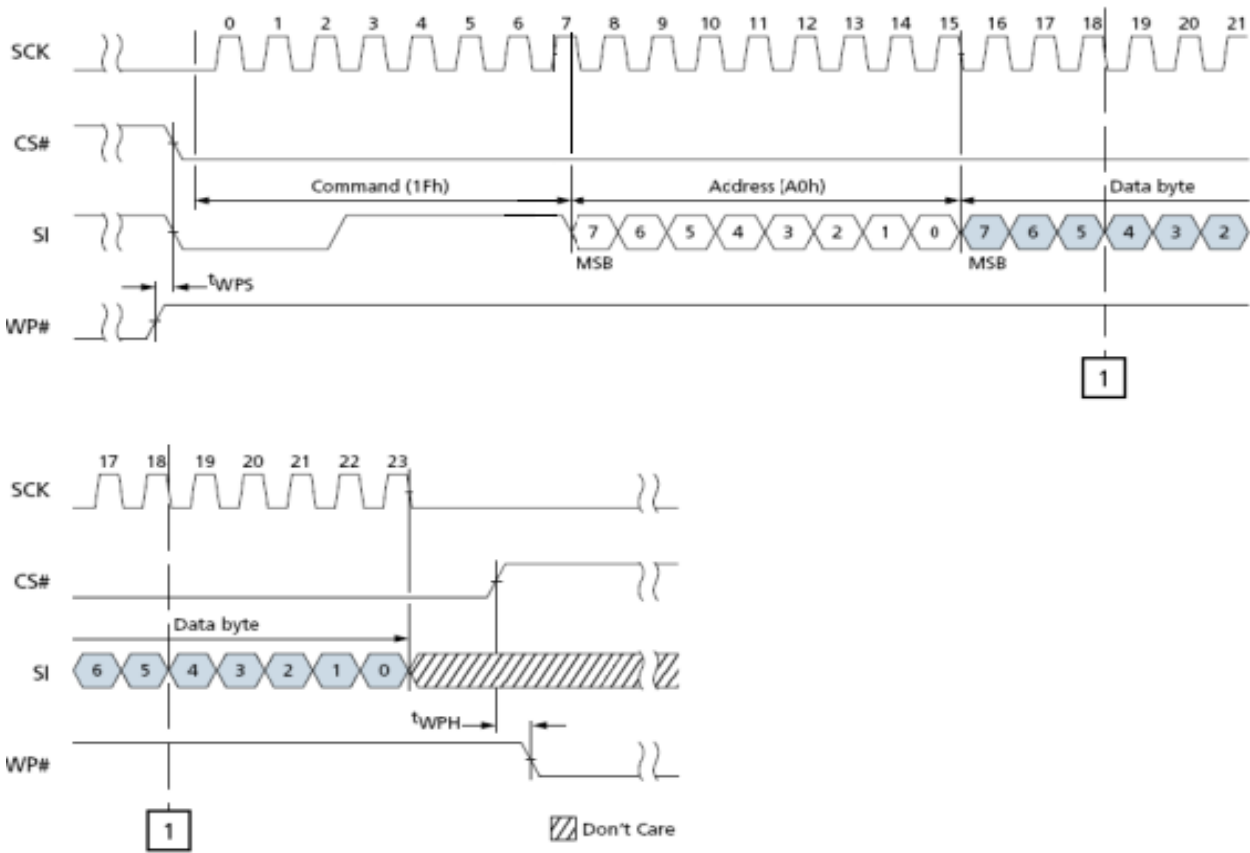 0 1 2 3 4 5 6 7 8 9 10 11 12 13 14 15 16 17 18 19 20 21
SCK
CS#
Command (1Fh) Address (A0h) Data byte
SI 7 6 5 4 3 2 1 0 7 6 5 4 3 2
MSB MSB
tWPS
WP#
1
17 18 19 20 21 22 23
SCK
CS#
Data byte
SI 6 5 4 3 2 1 0
tWPH
WP#
1
Don't Care